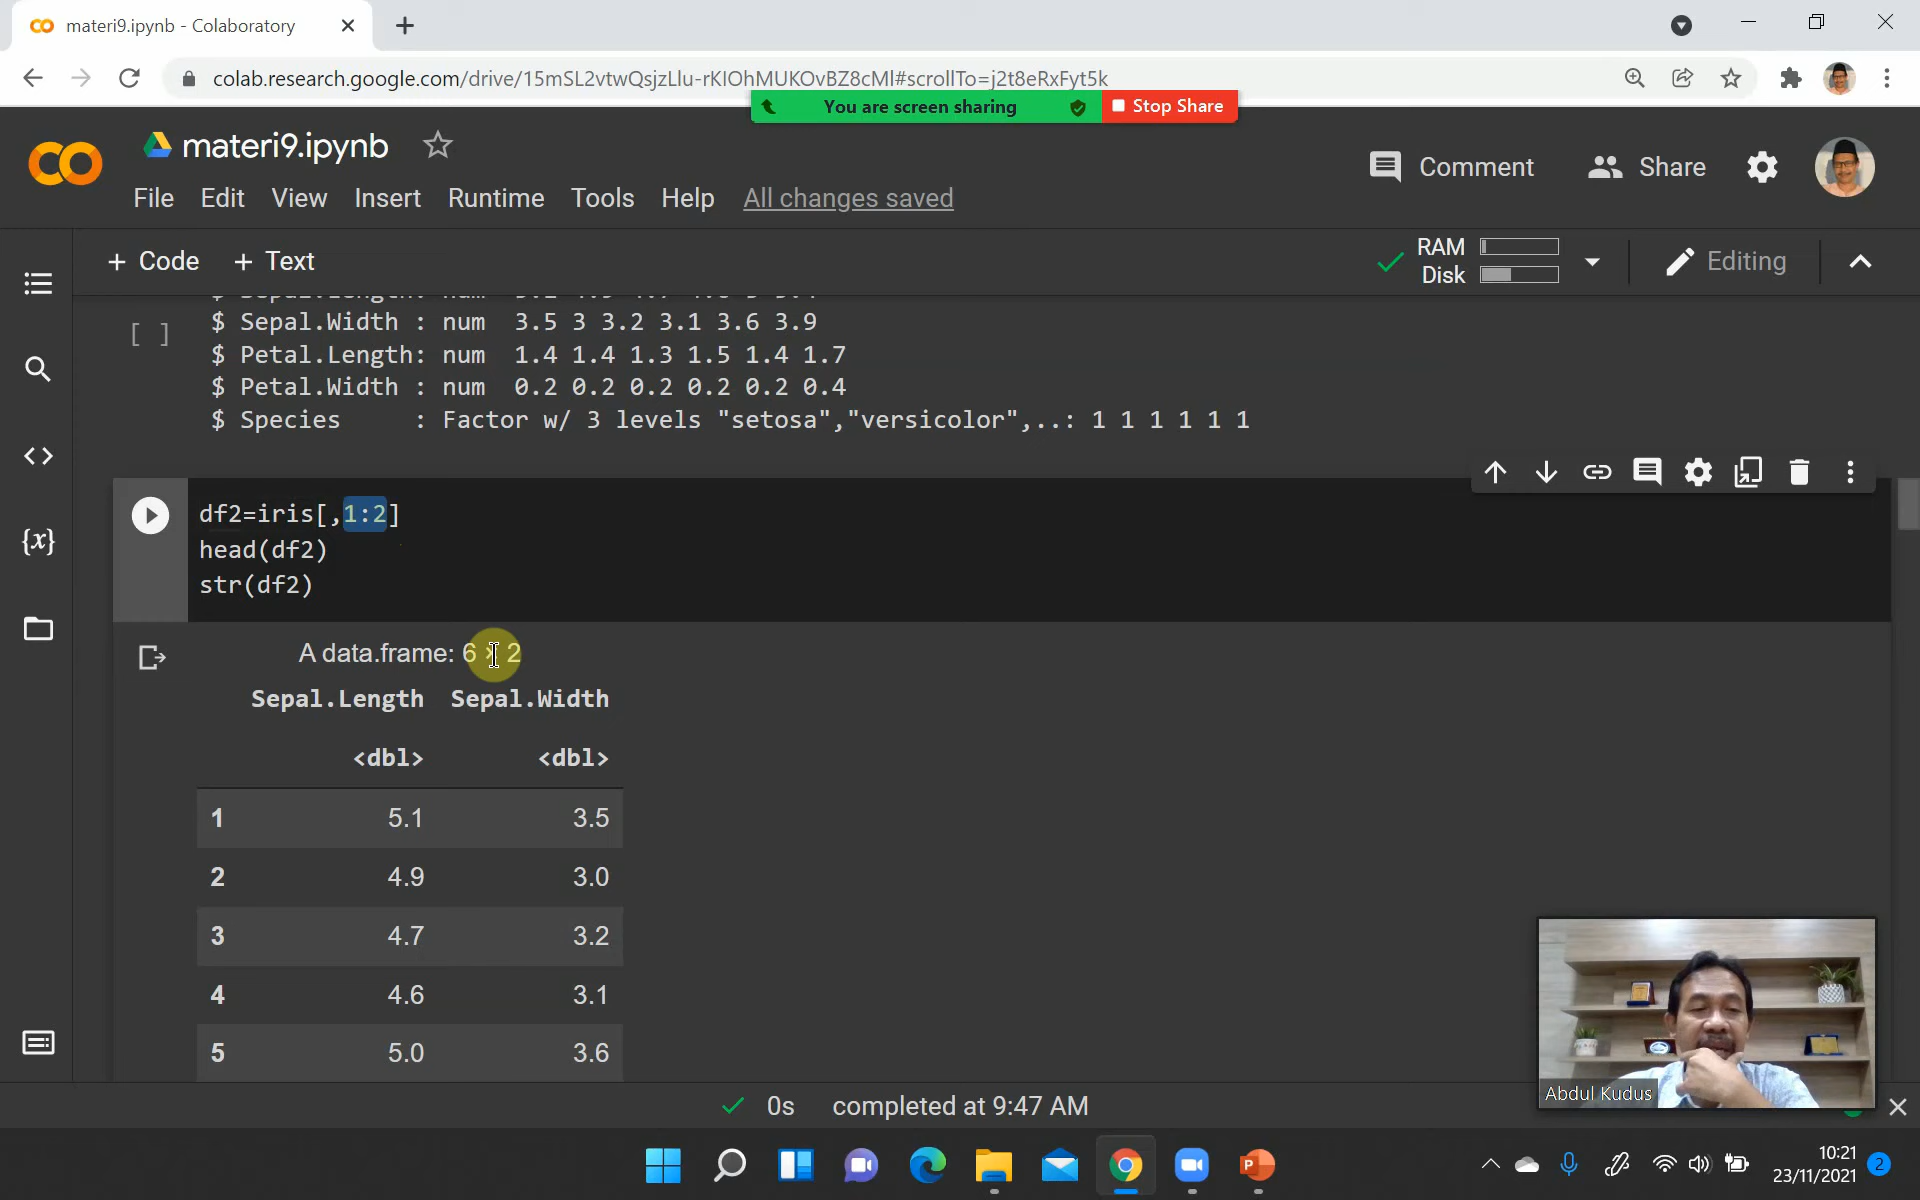 materi9.ipynb - Colaboratory
colab.research.google.com/drive/15mSL2vtwQsjzLlu-rKIOhMUKOvBZ8cMl#scrollTo=j2t8eRxFyt5k
You are screen sharing
Stop Share
materi9.ipynb
Comment
Share
File Edit View Insert Runtime Tools Help All changes saved
+ Code + Text
RAM
Disk
Editing
[ ]
$ Sepal.Width : num 3.5 3 3.2 3.1 3.6 3.9
$ Petal.Length: num 1.4 1.4 1.3 1.5 1.4 1.7
$ Petal.Width : num 0.2 0.2 0.2 0.2 0.2 0.4
$ Species : Factor w/ 3 levels "setosa","versicolor",..: 1 1 1 1 1 1
df2=iris[,1:2]
head(df2)
str(df2)
A data.frame: 6 × 2
Sepal.Length Sepal.Width
<dbl> <dbl>
1 5.1 3.5
2 4.9 3.0
3 4.7 3.2
4 4.6 3.1
5 5.0 3.6
Abdul Kudus
0s completed at 9:47 AM
10:21
23/11/2021
2